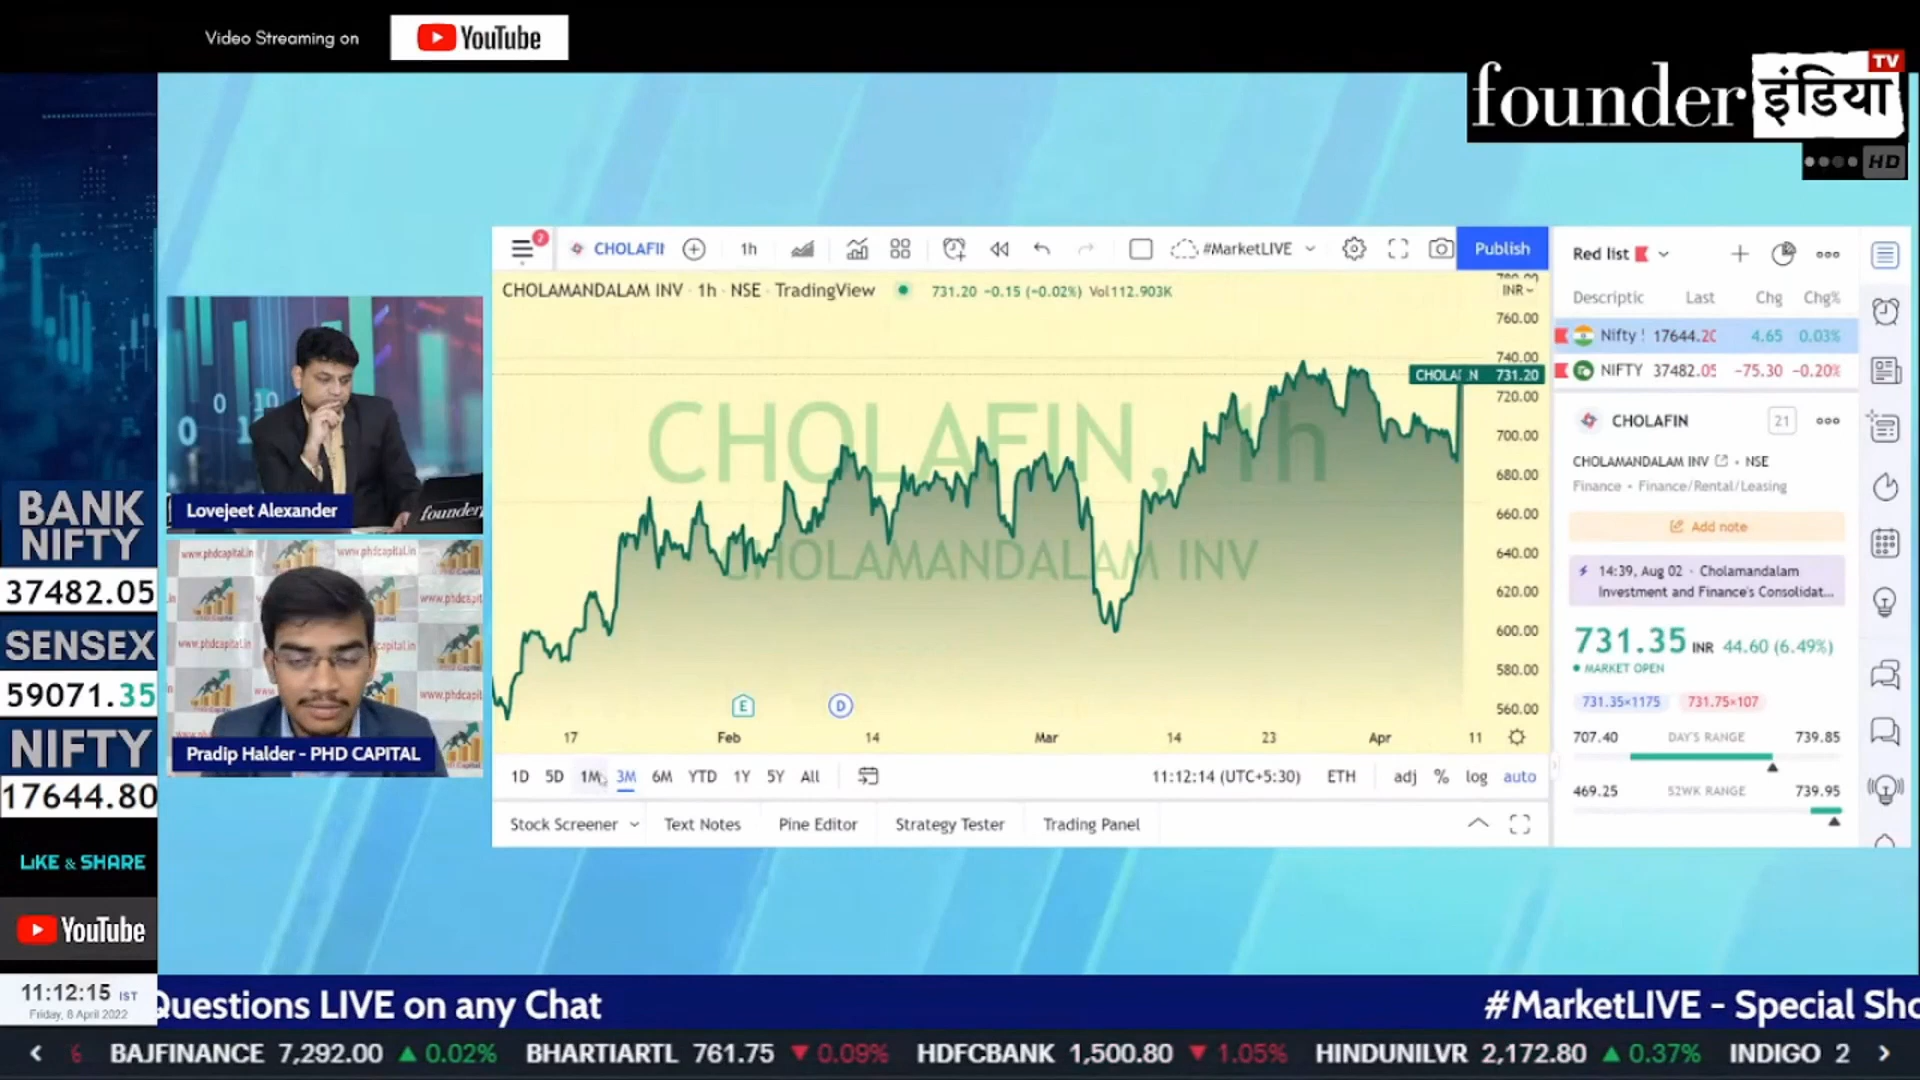 Video Streaming on
YouTube
founder इंडिया TV
HD
2
CHOLAFIN
1h
#MarketLIVE
Publish
CHOLAMANDALAM INV · 1h · NSE · TradingView
731.20 −0.15 (−0.02%) Vol112.903K
INR
760.00
740.00
CHOLAFIN 731.20
720.00
700.00
680.00
660.00
640.00
620.00
600.00
580.00
560.00
CHOLAFIN, 1h
CHOLAMANDALAM INV
E
D
17 Feb 14 Mar 14 23 Apr 11
1D 5D 1M 3M 6M YTD 1Y 5Y All
11:12:14 (UTC+5:30) ETH adj % log auto
Stock Screener Text Notes Pine Editor Strategy Tester Trading Panel
Red list
Descriptic Last Chg Chg%
Nifty 17644.20 4.65 0.03%
NIFTY 37482.05 −75.30 −0.20%
CHOLAFIN
21
CHOLAMANDALAM INV • NSE
Finance • Finance/Rental/Leasing
Add note
14:39, Aug 02 · Cholamandalam
Investment and Finance's Consolidat...
731.35 INR 44.60 (6.49%)
MARKET OPEN
731.35×1175 731.75×107
707.40 DAY'S RANGE 739.85
469.25 52WK RANGE 739.95
founder
Lovejeet Alexander
www.phdcapital.in
www.phdcapital.in
Pradip Halder - PHD CAPITAL
BANK
NIFTY
37482.05
SENSEX
59071.35
NIFTY
17644.80
LIKE & SHARE
YouTube
11:12:15 IST
Friday, 8 April 2022
Questions LIVE on any Chat
#MarketLIVE - Special Sho
BAJFINANCE 7,292.00 ▲ 0.02% BHARTIARTL 761.75 ▼ 0.09% HDFCBANK 1,500.80 ▼ 1.05% HINDUNILVR 2,172.80 ▲ 0.37% INDIGO 2